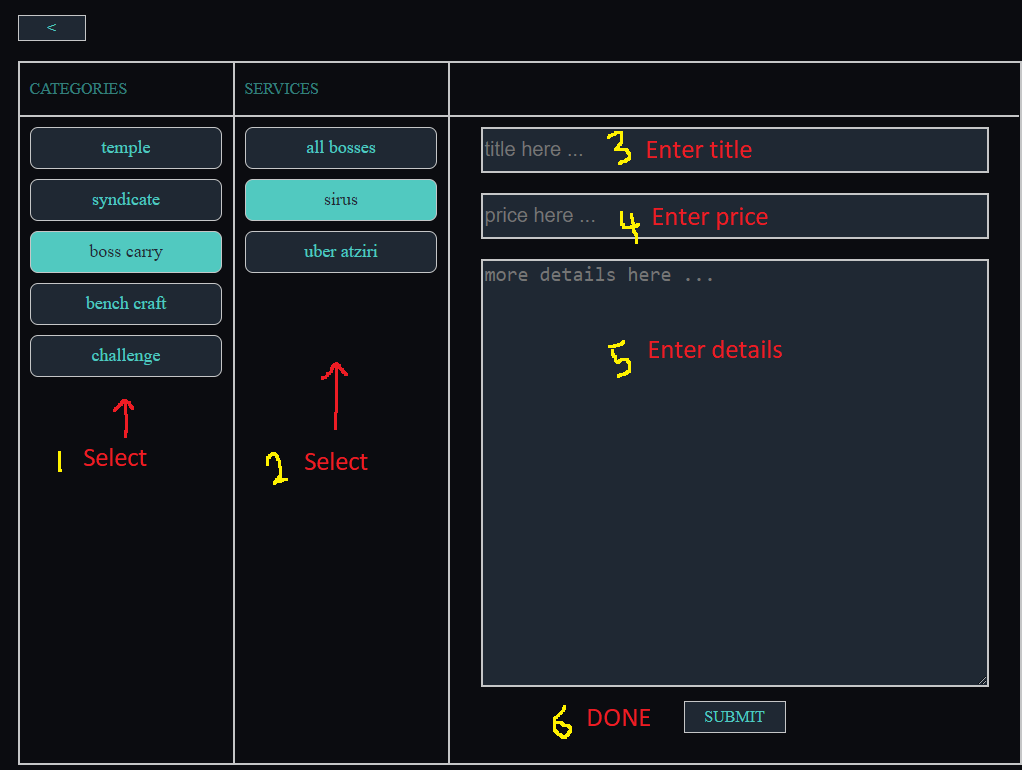 <
CATEGORIES
SERVICES
temple
syndicate
boss carry
bench craft
challenge
1 Select
all bosses
sirus
uber atziri
2 Select
title here ... 3 Enter title
price here ... 4 Enter price
more details here ...
5 Enter details
6 DONE SUBMIT